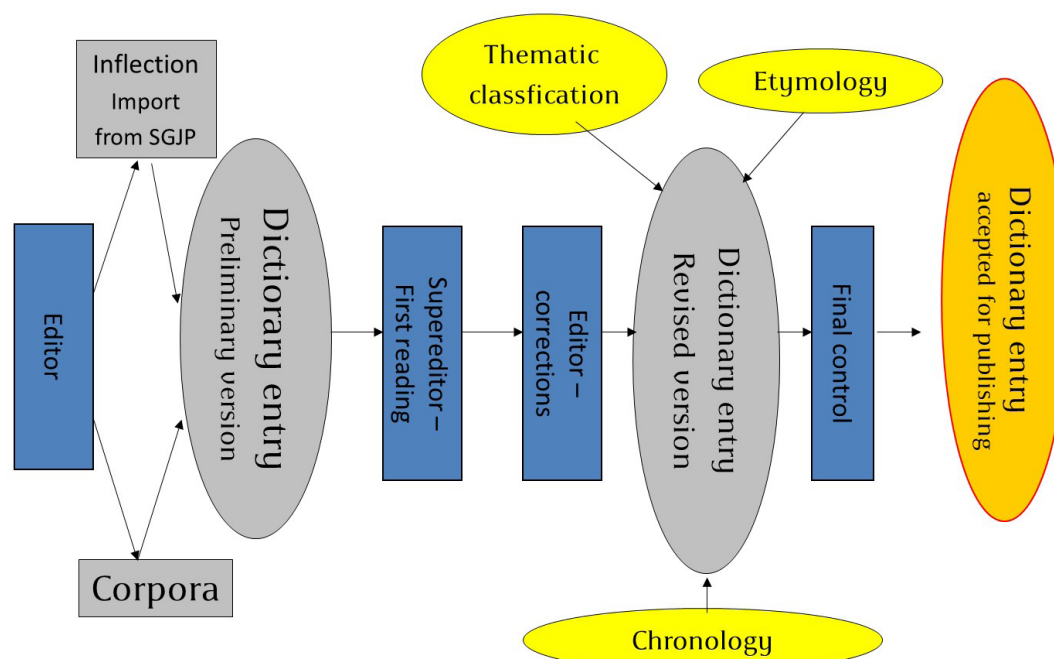 Inflection
Import
from SGJP
Thematic
classfication
Etymology
Editor
Dictiorary entry
Preliminary version
Supereditor –
First reading
Editor –
corrections
Dictionary entry
Revised version
Final control
Dictionary entry
accepted for publishing
Corpora
Chronology